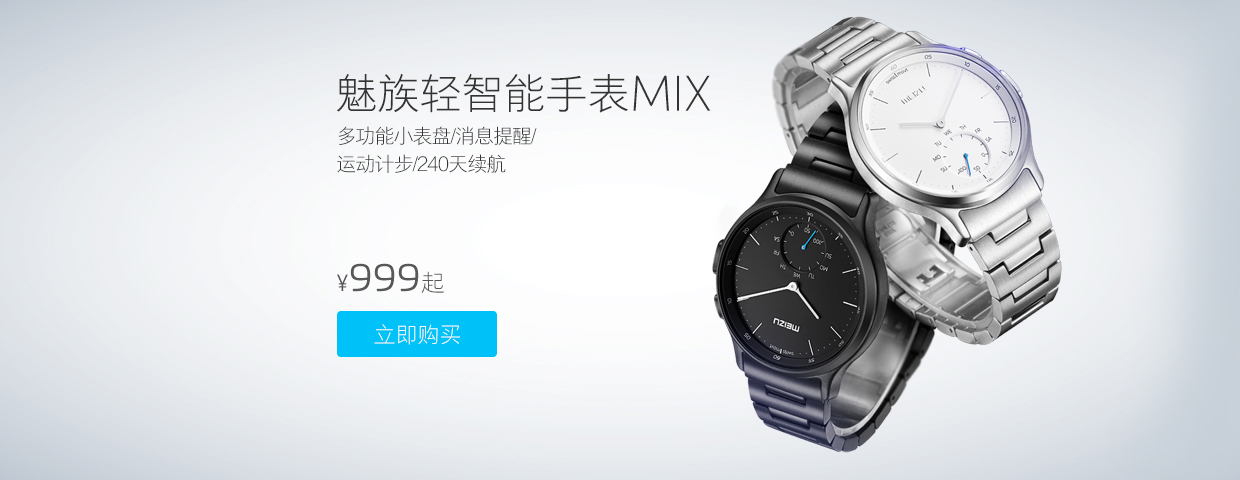 魅族轻智能手表MIX
多功能小表盘/消息提醒/
运动计步/240天续航
¥999起
立即购买
MEIZU
MEIZU